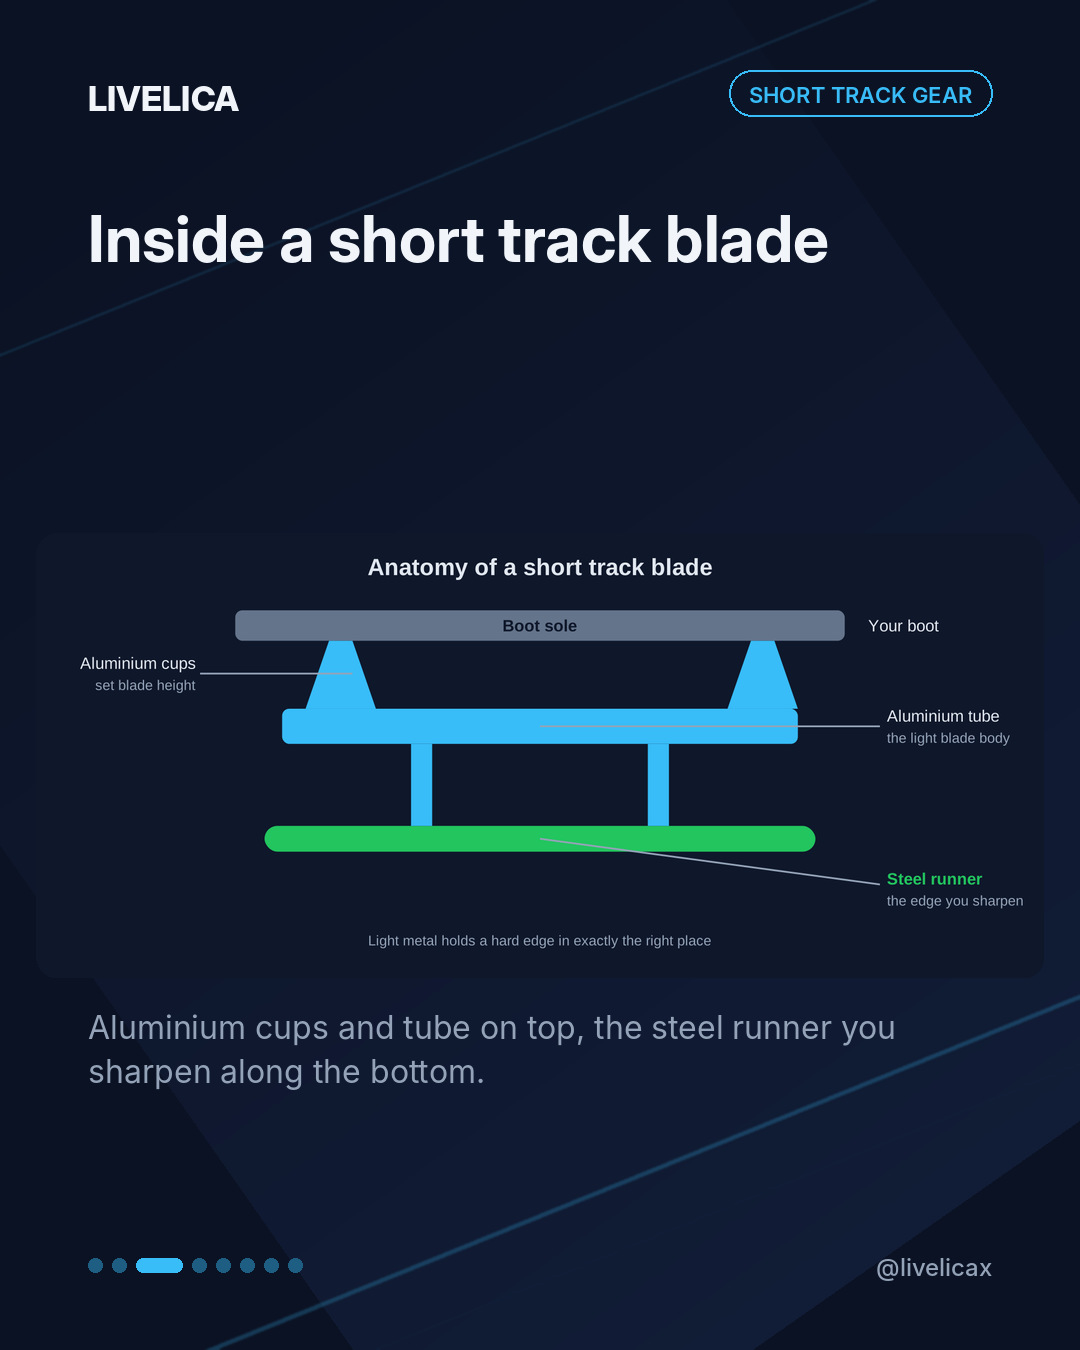 LIVELICA
SHORT TRACK GEAR
Inside a short track blade
Anatomy of a short track blade
Boot sole
Your boot
Aluminium cups
set blade height
Aluminium tube
the light blade body
Steel runner
the edge you sharpen
Light metal holds a hard edge in exactly the right place
Aluminium cups and tube on top, the steel runner you
sharpen along the bottom.
@livelicax